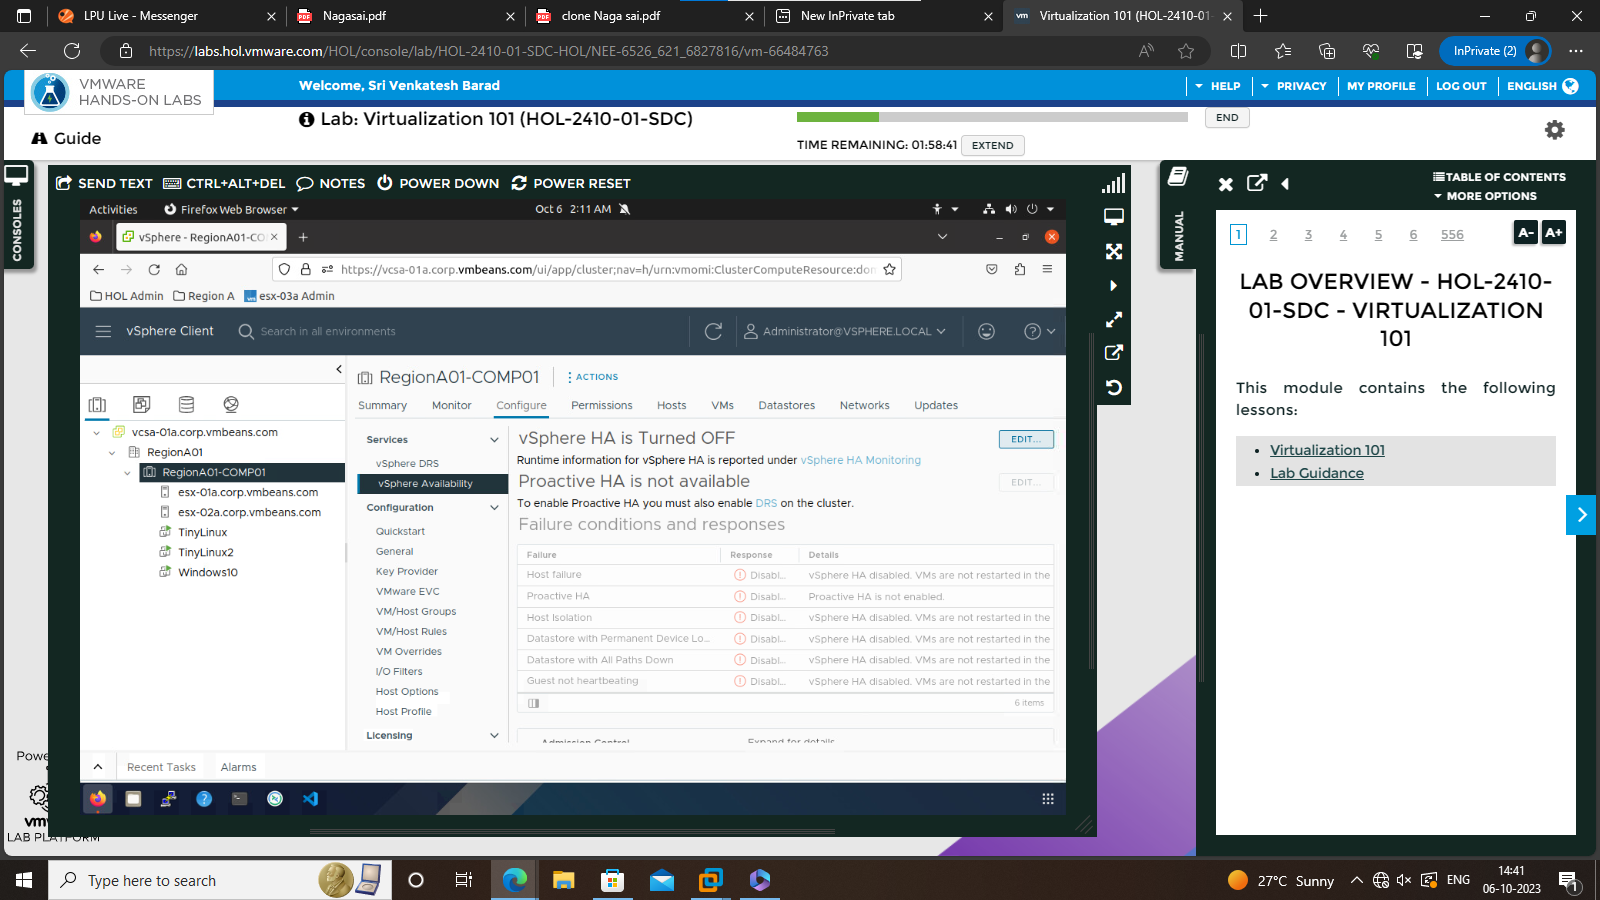 LPU Live - Messenger
Nagasai.pdf
clone Naga sai.pdf
New InPrivate tab
Virtualization 101 (HOL-2410-01-
https://labs.hol.vmware.com/HOL/console/lab/HOL-2410-01-SDC-HOL/NEE-6526_621_6827816/vm-66484763
InPrivate (2)
VMWARE
HANDS-ON LABS
Welcome, Sri Venkatesh Barad
HELP
PRIVACY
MY PROFILE
LOG OUT
ENGLISH
Guide
Lab: Virtualization 101 (HOL-2410-01-SDC)
END
TIME REMAINING: 01:58:41
EXTEND
CONSOLES
SEND TEXT
CTRL+ALT+DEL
NOTES
POWER DOWN
POWER RESET
Activities
Firefox Web Browser
Oct 6 2:11 AM
vSphere - RegionA01-CO
https://vcsa-01a.corp.vmbeans.com/ui/app/cluster;nav=h/urn:vmomi:ClusterComputeResource:do
HOL Admin
Region A
esx-03a Admin
vSphere Client
Search in all environments
Administrator@VSPHERE.LOCAL
vcsa-01a.corp.vmbeans.com
RegionA01
RegionA01-COMP01
esx-01a.corp.vmbeans.com
esx-02a.corp.vmbeans.com
TinyLinux
TinyLinux2
Windows10
RegionA01-COMP01
ACTIONS
Summary
Monitor
Configure
Permissions
Hosts
VMs
Datastores
Networks
Updates
Services
vSphere DRS
vSphere Availability
Configuration
Quickstart
General
Key Provider
VMware EVC
VM/Host Groups
VM/Host Rules
VM Overrides
I/O Filters
Host Options
Host Profile
Licensing
vSphere HA is Turned OFF
EDIT...
Runtime information for vSphere HA is reported under vSphere HA Monitoring
Proactive HA is not available
EDIT...
To enable Proactive HA you must also enable DRS on the cluster.
Failure conditions and responses
Failure Response Details
Host failure Disabl... vSphere HA disabled. VMs are not restarted in the
Proactive HA Disabl... Proactive HA is not enabled.
Host Isolation Disabl... vSphere HA disabled. VMs are not restarted in the
Datastore with Permanent Device Lo... Disabl... vSphere HA disabled. VMs are not restarted in the
Datastore with All Paths Down Disabl... vSphere HA disabled. VMs are not restarted in the
Guest not heartbeating Disabl... vSphere HA disabled. VMs are not restarted in the
6 items
Admission Control Expand for details
Recent Tasks
Alarms
MANUAL
TABLE OF CONTENTS
MORE OPTIONS
1 2 3 4 5 6 556
A- A+
LAB OVERVIEW - HOL-2410-
01-SDC - VIRTUALIZATION
101
This module contains the following
lessons:
• Virtualization 101
• Lab Guidance
Powe
vmw
LAB PLATFORM
Type here to search
27°C Sunny
ENG
14:41
06-10-2023
1